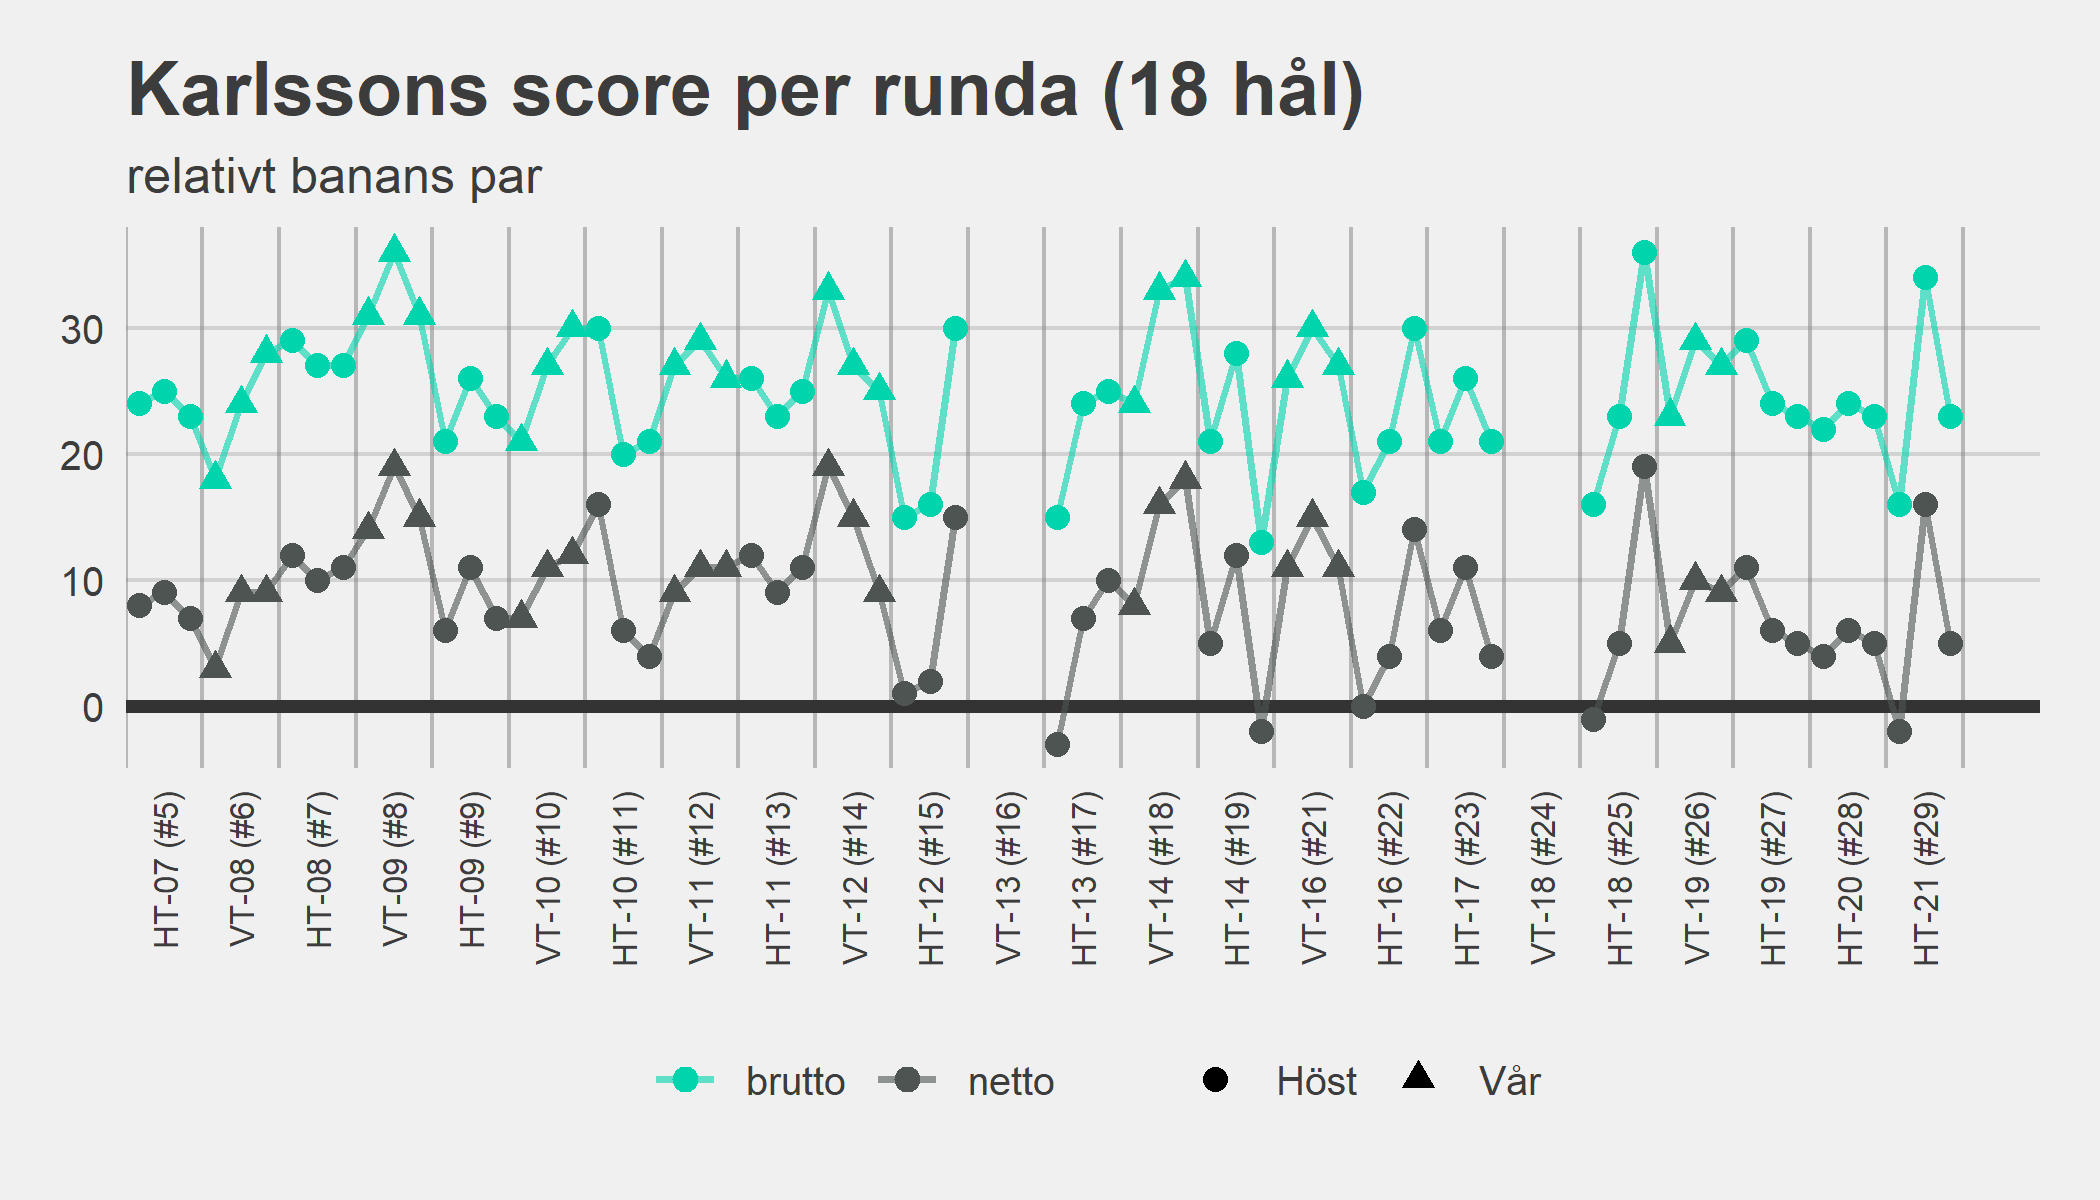 Karlssons score per runda (18 hål)
relativt banans par
30
20
10
0
HT-07 (#5)
VT-08 (#6)
HT-08 (#7)
VT-09 (#8)
HT-09 (#9)
VT-10 (#10)
HT-10 (#11)
VT-11 (#12)
HT-11 (#13)
VT-12 (#14)
HT-12 (#15)
VT-13 (#16)
HT-13 (#17)
VT-14 (#18)
HT-14 (#19)
VT-16 (#21)
HT-16 (#22)
HT-17 (#23)
VT-18 (#24)
HT-18 (#25)
VT-19 (#26)
HT-19 (#27)
HT-20 (#28)
HT-21 (#29)
brutto netto Höst Vår